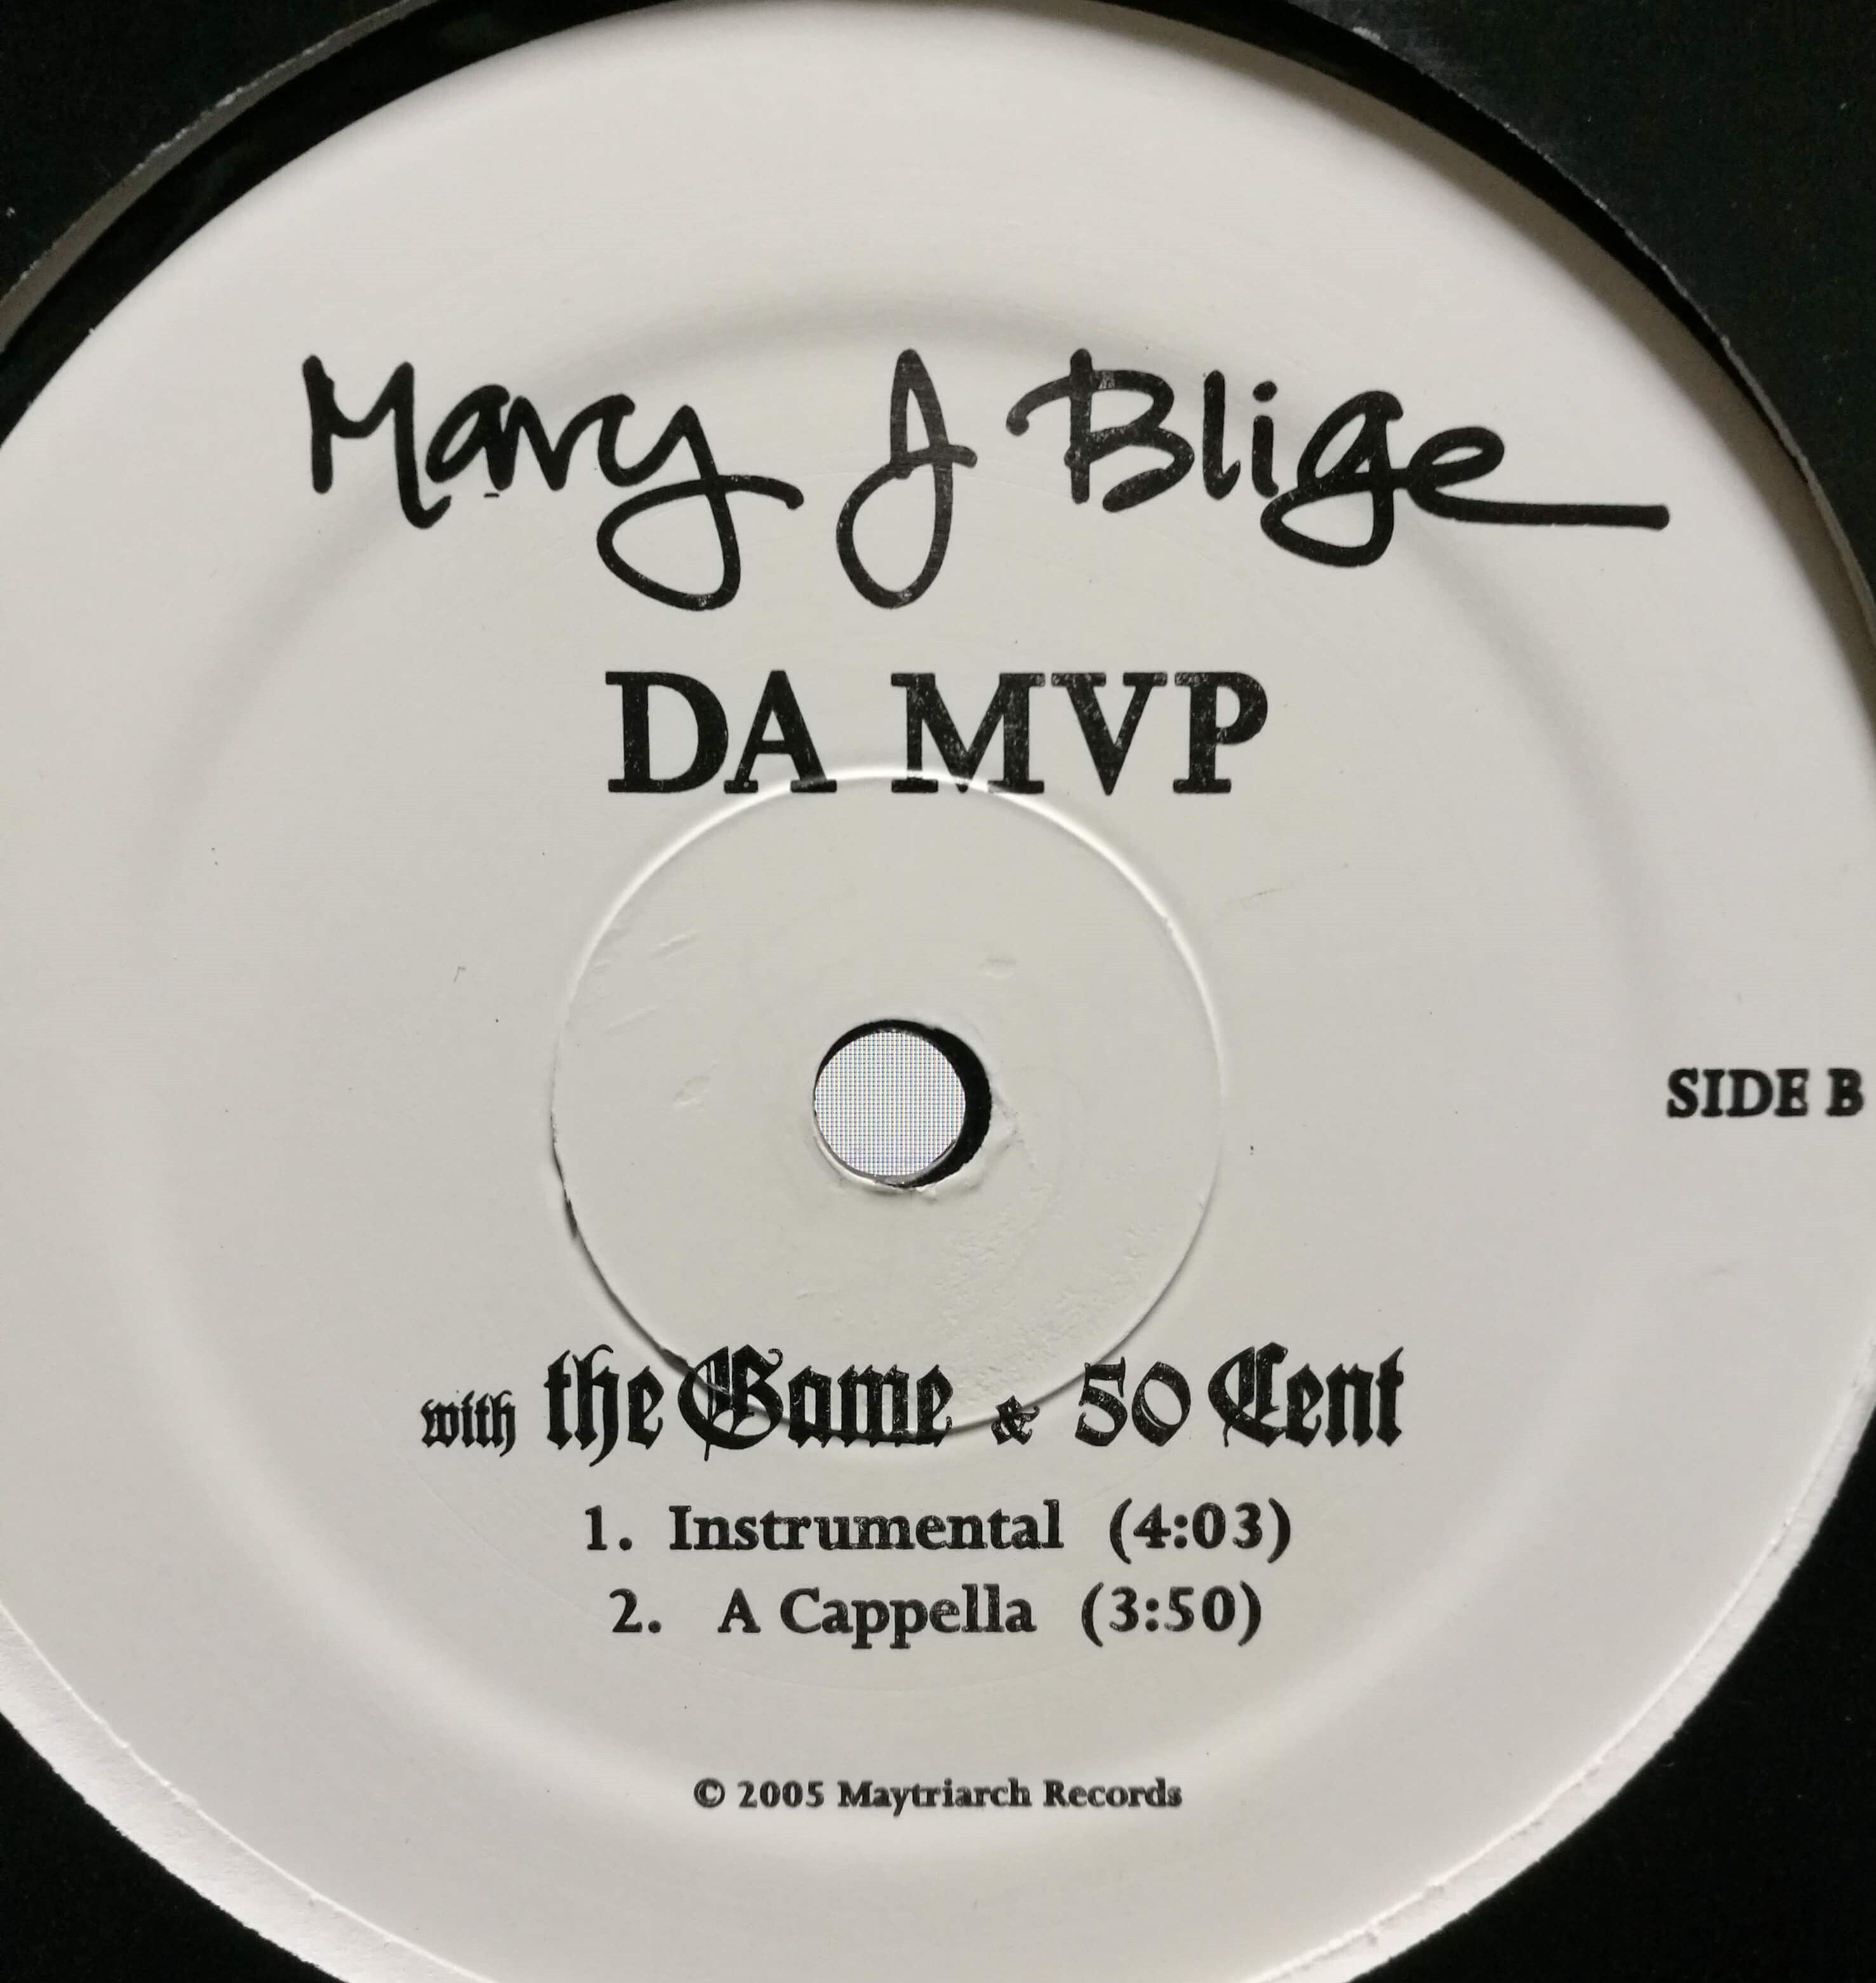 Mary J Blige
DA MVP
SIDE B
with the Game & 50 Cent
1. Instrumental (4:03)
2. A Cappella (3:50)
© 2005 Maytriarch Records